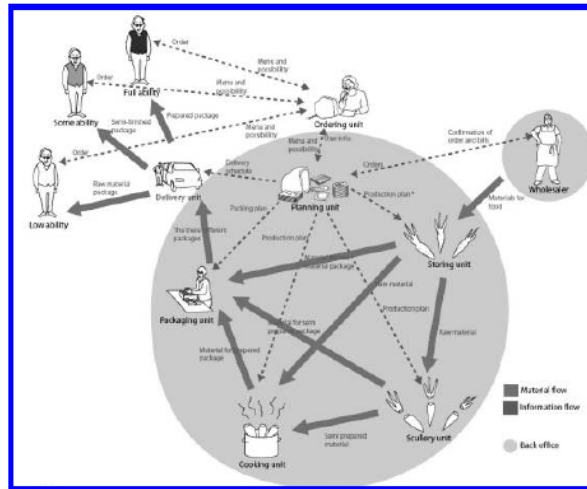 Order
Full ability
Order
Menu and
possibility
Some ability
Prepared package
Menu and
possibility
Semi-finished
package
Order
Menu and
possibility
Ordering unit
Menu and
possibility
Confirmation of
order and bills
Wholesaler
Low ability
Raw material
package
Delivery unit
Delivery
schedule
Orders
Planning unit
Production plan
Materials for
food
Packing plan
Production plan
Storing unit
material package
Raw material
Packaging unit
Production plan
Raw material
Material for prepared
package
Material flow
Information flow
Semi prepared
material
Scullery unit
Cooking unit
Back office